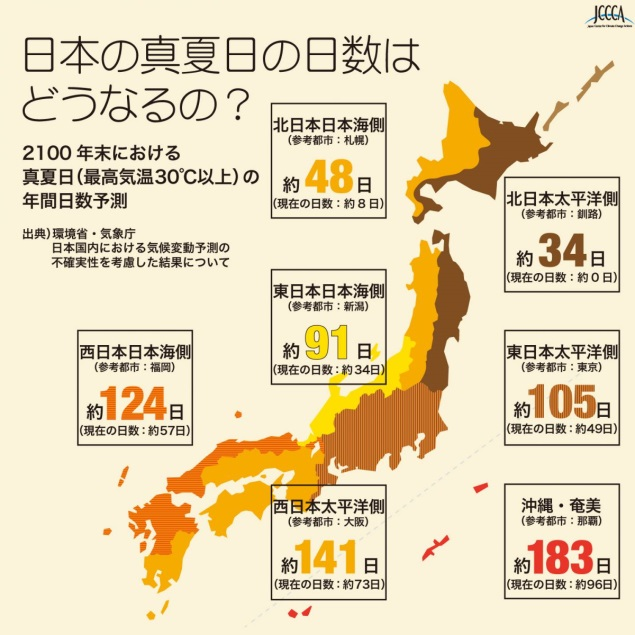 JCCCA
Japan Center for Climate Change Actions
日本の真夏日の日数は
どうなるの？
2100年末における
真夏日(最高気温30℃以上)の
年間日数予測
出典)環境省・気象庁
日本国内における気候変動予測の
不確実性を考慮した結果について
北日本日本海側
(参考都市：札幌)
約48日
(現在の日数：約8日)
北日本太平洋側
(参考都市：釧路)
約34日
(現在の日数：約0日)
東日本日本海側
(参考都市：新潟)
約91日
(現在の日数：約34日)
西日本日本海側
(参考都市：福岡)
約124日
(現在の日数：約57日)
東日本太平洋側
(参考都市：東京)
約105日
(現在の日数：約49日)
西日本太平洋側
(参考都市：大阪)
約141日
(現在の日数：約73日)
沖縄・奄美
(参考都市：那覇)
約183日
(現在の日数：約96日)